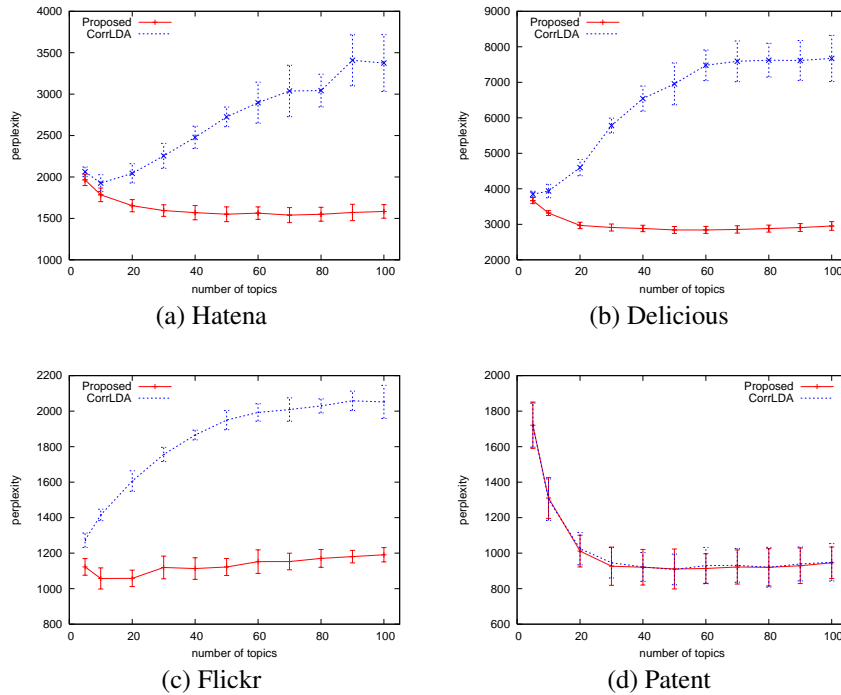 4000
3500
3000
2500
2000
1500
1000
perplexity
Proposed
CorrLDA
0 20 40 60 80 100
number of topics
(a) Hatena
9000
8000
7000
6000
5000
4000
3000
2000
perplexity
Proposed
CorrLDA
0 20 40 60 80 100
number of topics
(b) Delicious
2200
2000
1800
1600
1400
1200
1000
800
perplexity
Proposed
CorrLDA
0 20 40 60 80 100
number of topics
(c) Flickr
2000
1800
1600
1400
1200
1000
800
600
perplexity
Proposed
CorrLDA
0 20 40 60 80 100
number of topics
(d) Patent